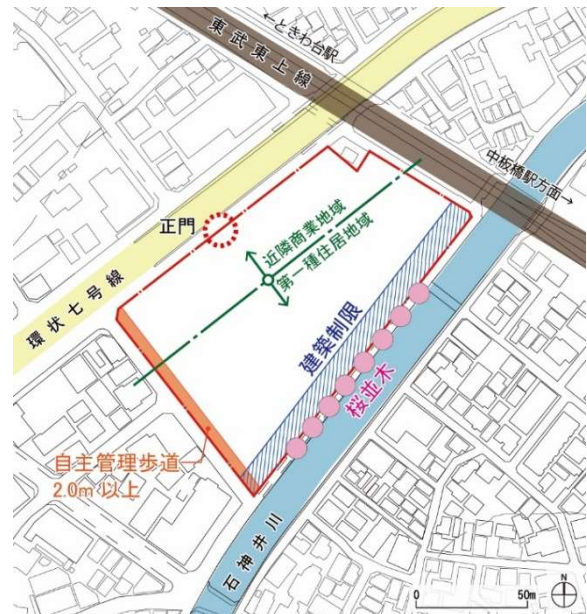 ←ときわ台駅
東武東上線
中板橋駅方面→
正門
近隣商業地域
第一種住居地域
環状七号線
建築制限
桜並木
自主管理歩道
2.0m 以上
石神井川
0 50m
N